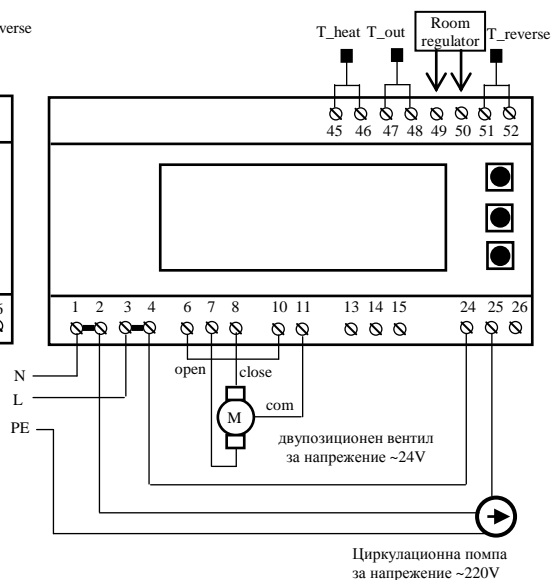 verse
T_heat T_out Room regulator T_reverse
45 46 47 48 49 50 51 52
1 2 3 4 6 7 8 10 11 13 14 15 24 25 26
open close
N
L
M com
PE
двупозиционен вентил
за напрежение ~24V
Циркулационна помпа
за напрежение ~220V